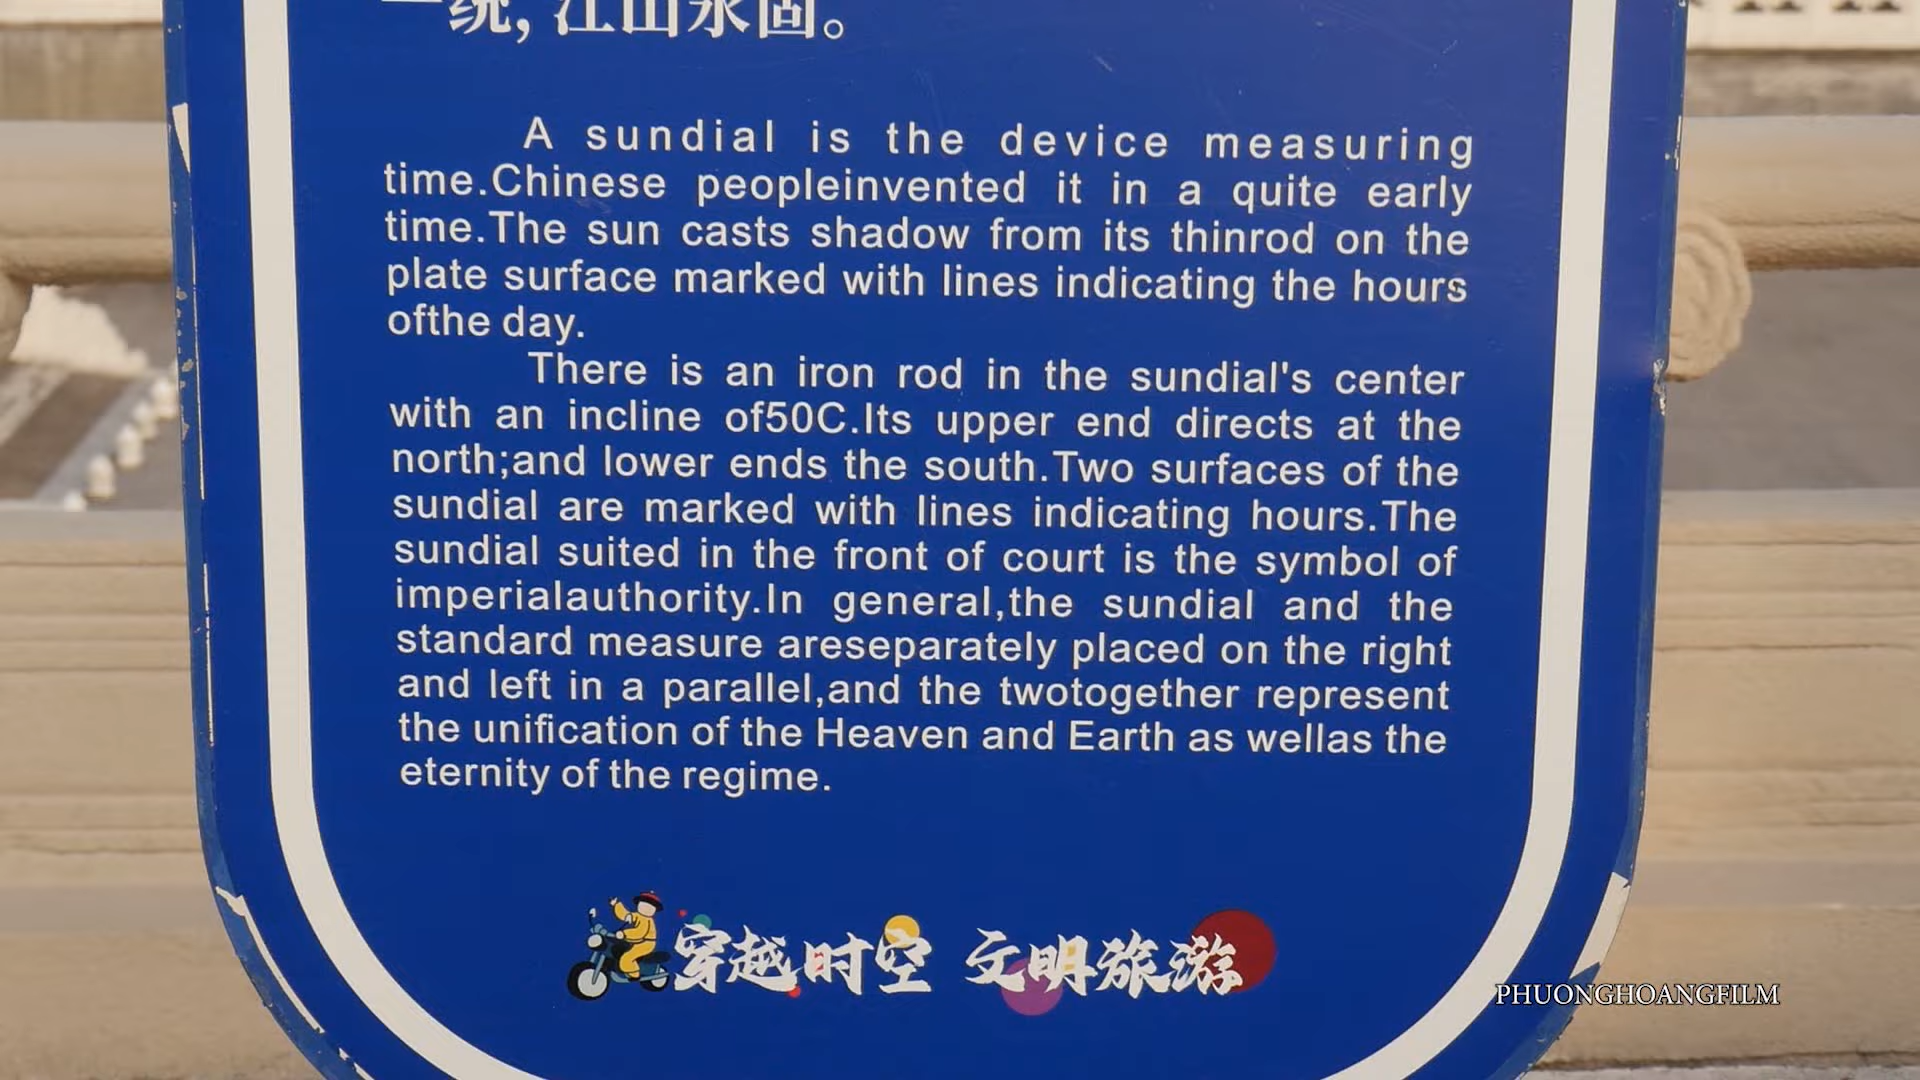 一统，江山永固。
A sundial is the device measuring
time.Chinese peopleinvented it in a quite early
time.The sun casts shadow from its thinrod on the
plate surface marked with lines indicating the hours
ofthe day.
There is an iron rod in the sundial's center
with an incline of50C.Its upper end directs at the
north;and lower ends the south.Two surfaces of the
sundial are marked with lines indicating hours.The
sundial suited in the front of court is the symbol of
imperialauthority.In general,the sundial and the
standard measure areseparately placed on the right
and left in a parallel,and the twotogether represent
the unification of the Heaven and Earth as wellas the
eternity of the regime.
穿越时空 文明旅游
PHUONGHOANGFILM